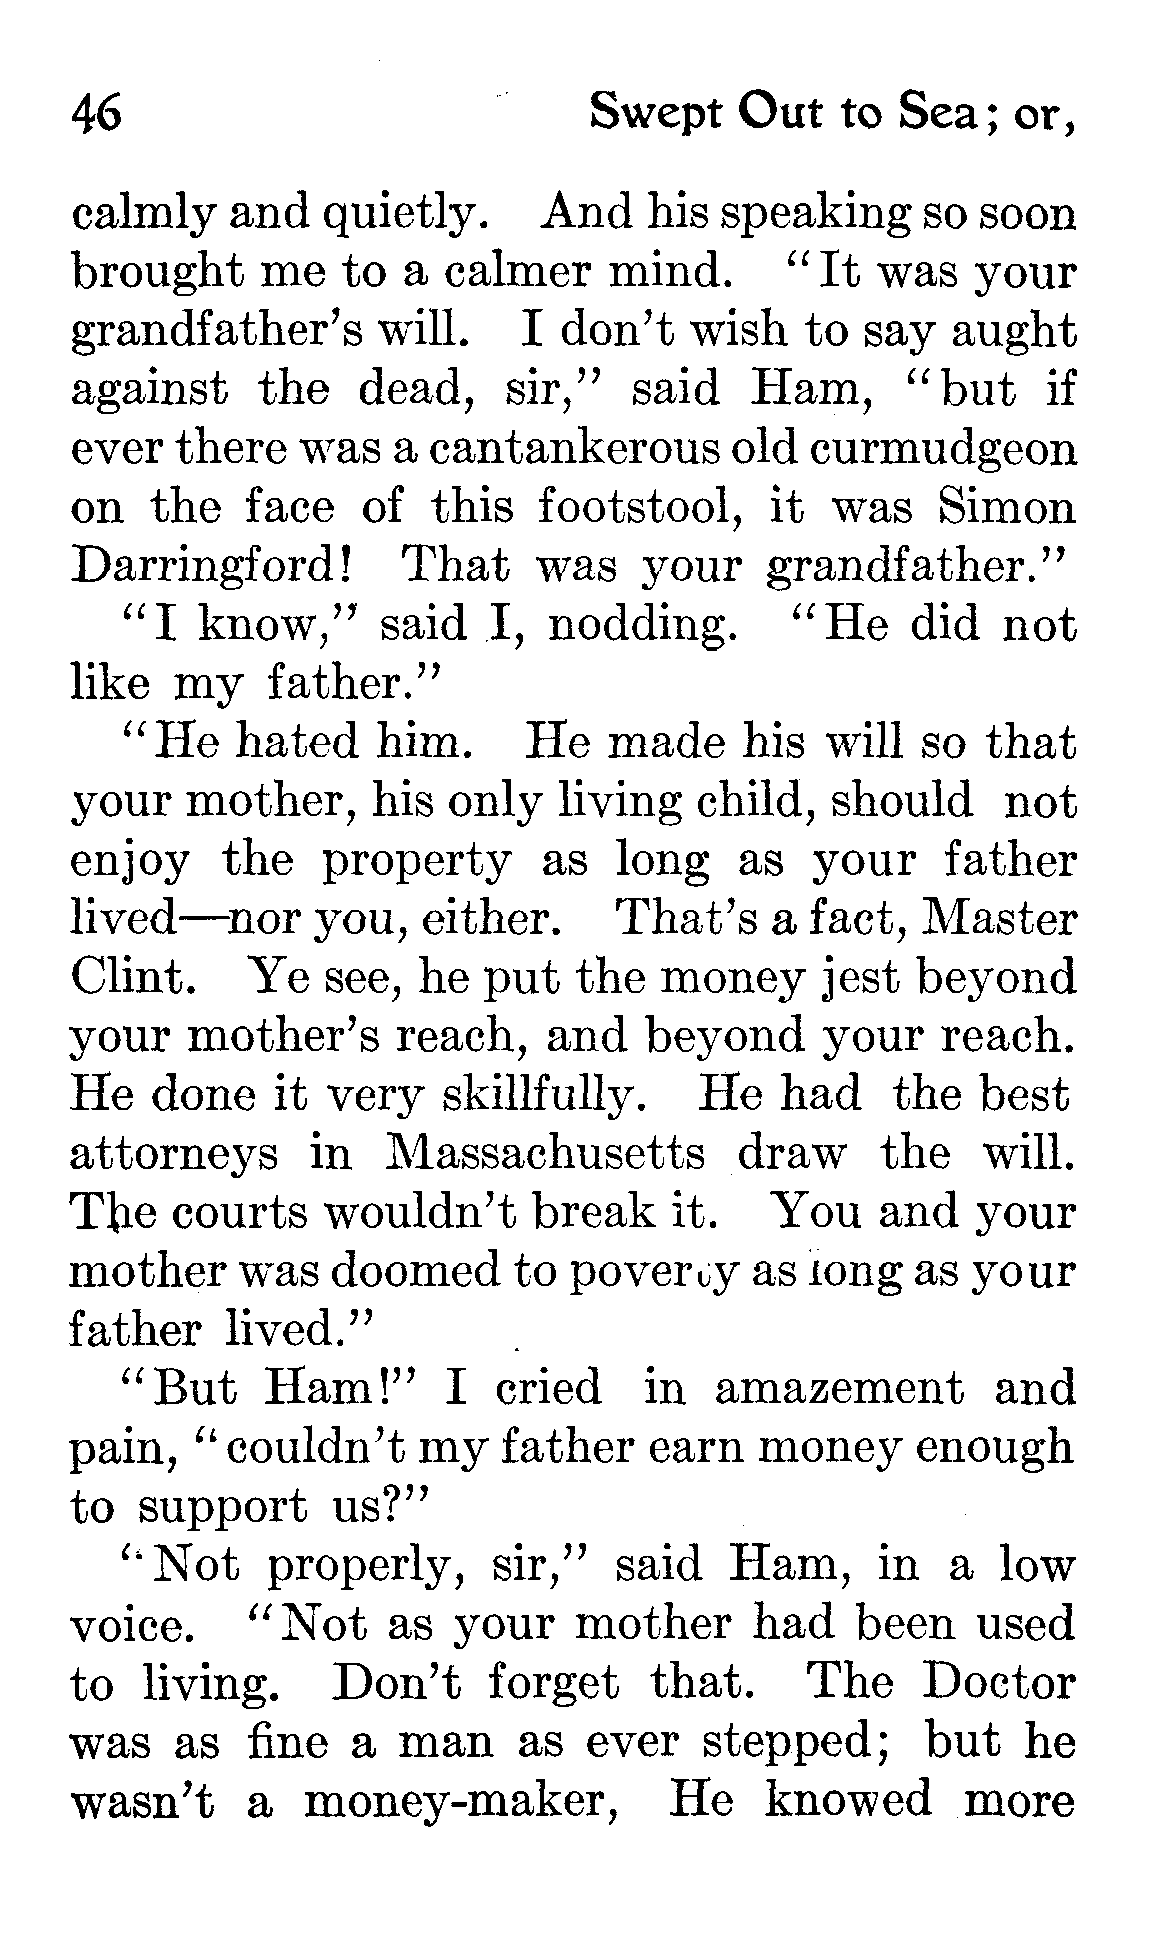 46 Swept Out to Sea; or,
calmly and quietly. And his speaking so soon
brought me to a calmer mind. "It was your
grandfather's will. I don't wish to say aught
against the dead, sir," said Ham, "but if
ever there was a cantankerous old curmudgeon
on the face of this footstool, it was Simon
Darringford! That was your grandfather."
"I know," said I, nodding. "He did not
like my father."
"He hated him. He made his will so that
your mother, his only living child, should not
enjoy the property as long as your father
lived—nor you, either. That's a fact, Master
Clint. Ye see, he put the money jest beyond
your mother's reach, and beyond your reach.
He done it very skillfully. He had the best
attorneys in Massachusetts draw the will.
The courts wouldn't break it. You and your
mother was doomed to poverty as long as your
father lived."
"But Ham!" I cried in amazement and
pain, "couldn't my father earn money enough
to support us?"
"Not properly, sir," said Ham, in a low
voice. "Not as your mother had been used
to living. Don't forget that. The Doctor
was as fine a man as ever stepped; but he
wasn't a money-maker, He knowed more